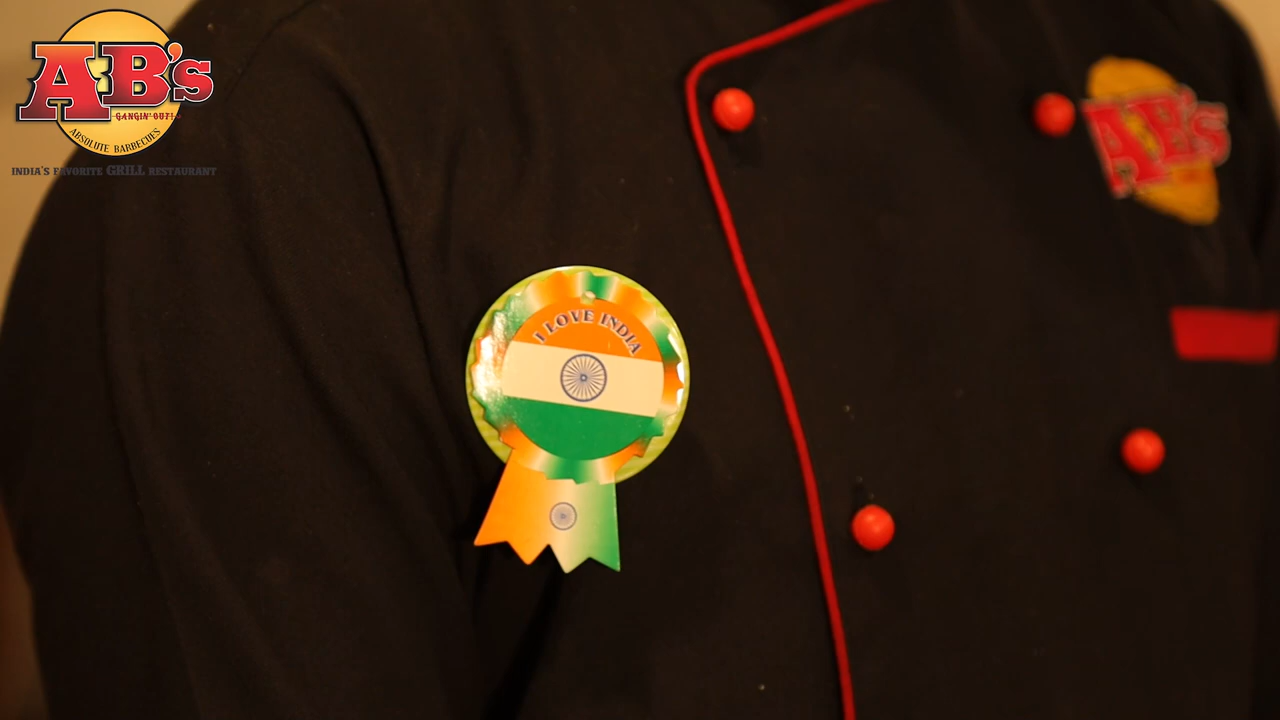 AB's
GANGIN' OUT!
ABSOLUTE BARBECUES
INDIA'S FAVORITE GRILL RESTAURANT
AB's
I LOVE INDIA